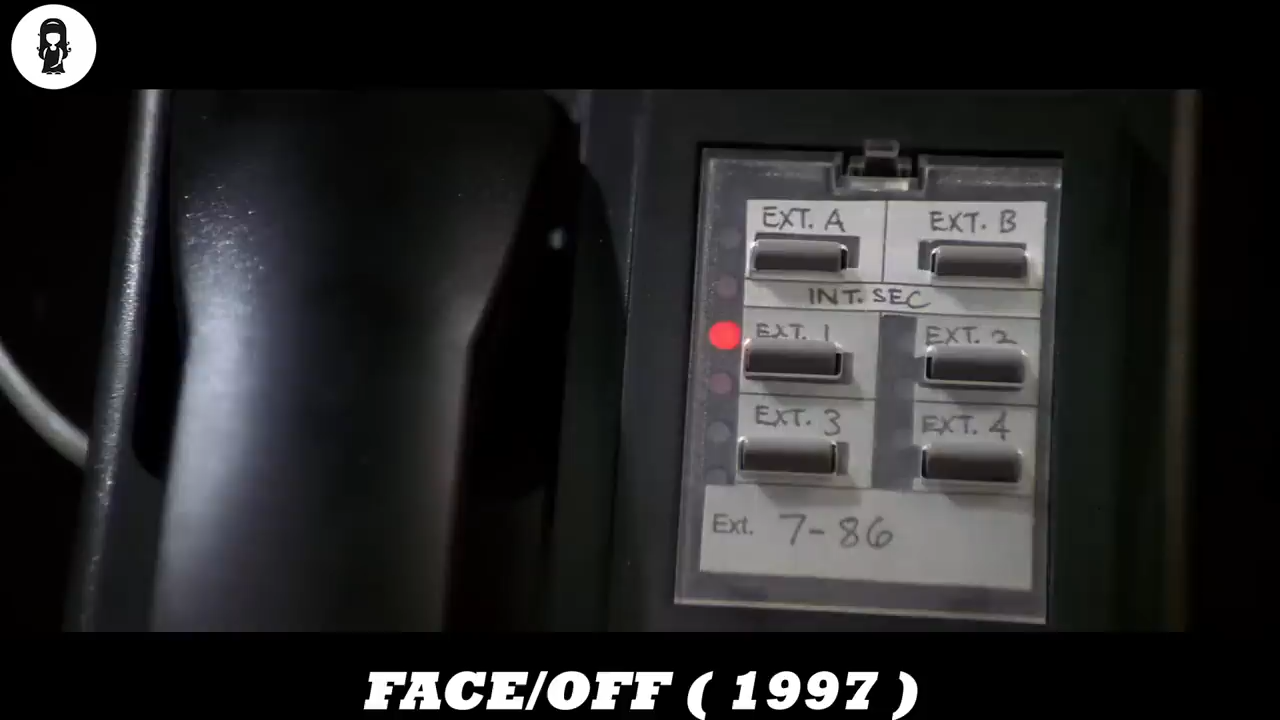 EXT. A EXT. B
INT. SEC
EXT. 1 EXT. 2
EXT. 3 EXT. 4
Ext. 7-86
FACE/OFF ( 1997 )